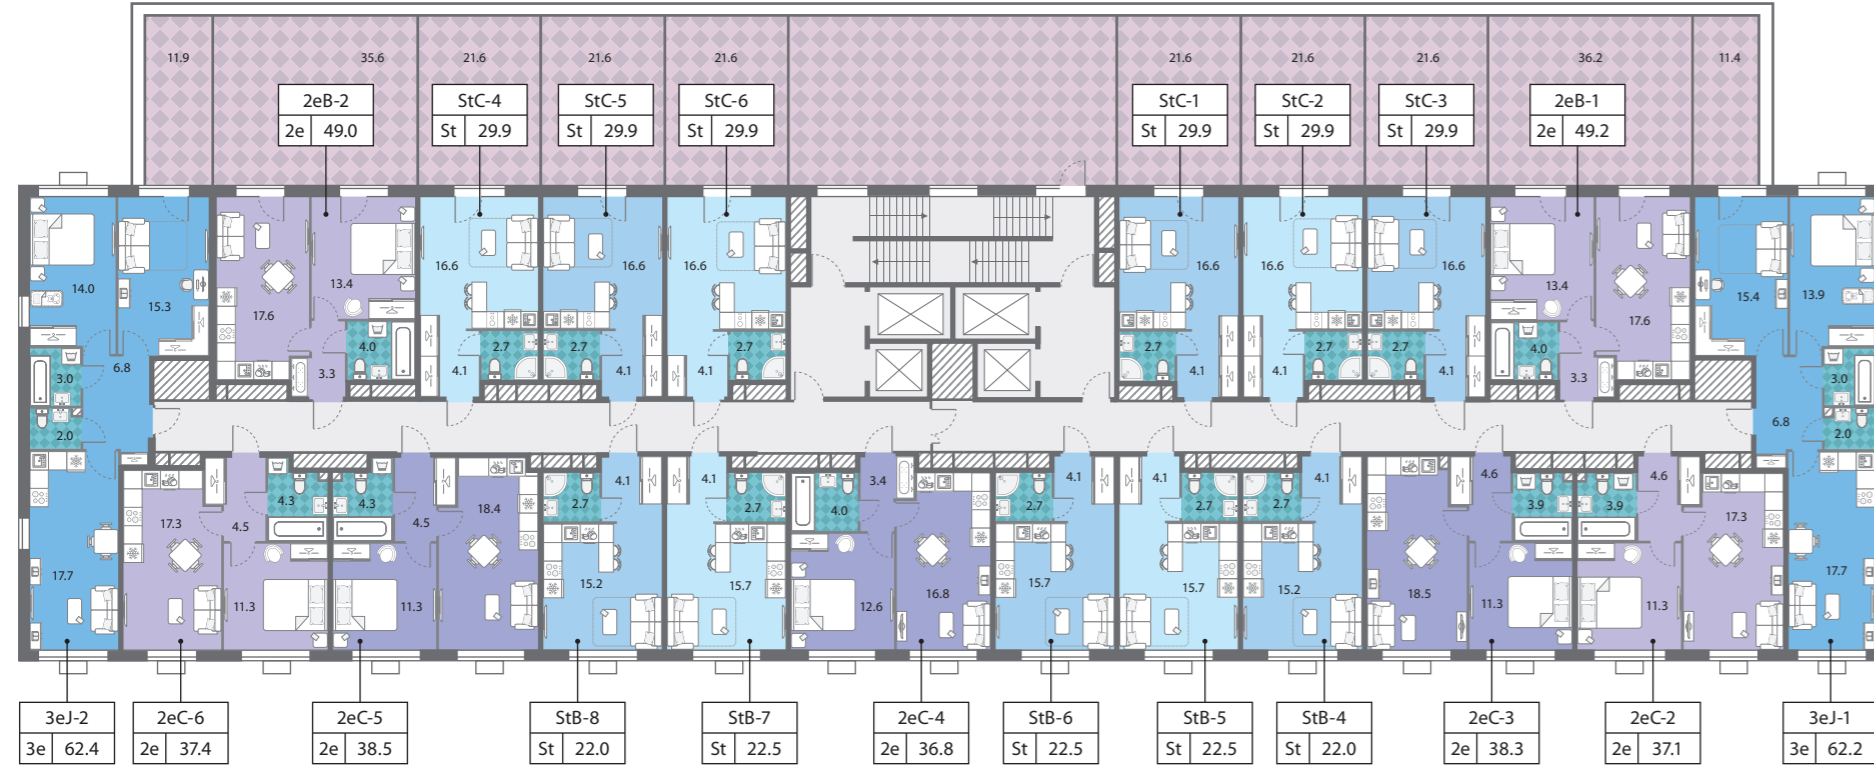 11.9 35.6 21.6 21.6 21.6 21.6 21.6 21.6 36.2 11.4
2eB-2 StC-4 StC-5 StC-6 StC-1 StC-2 StC-3 2eB-1
2e 49.0 St 29.9 St 29.9 St 29.9 St 29.9 St 29.9 St 29.9 2e 49.2
16.6 16.6 16.6 16.6 16.6 16.6
14.0 13.4 13.4 13.9
15.3 15.4
17.6 17.6
4.0 2.7 2.7 2.7 2.7 2.7 2.7 4.0
6.8 3.3 4.1 4.1 4.1 4.1 4.1 4.1 3.3
3.0 3.0
2.0 6.8 2.0
4.1 4.1 3.4 4.1 4.1 4.1 4.6 4.6
4.3 4.3 18.4 2.7 2.7 4.0 2.7 2.7 2.7 3.9 3.9
17.3 4.5 4.5 17.3
17.7 15.2 15.7 15.7 15.7 15.2 17.7
11.3 11.3 12.6 16.8 18.5 11.3 11.3
3eJ-2 2eC-6 2eC-5 StB-8 StB-7 2eC-4 StB-6 StB-5 StB-4 2eC-3 2eC-2 3eJ-1
3e 62.4 2e 37.4 2e 38.5 St 22.0 St 22.5 2e 36.8 St 22.5 St 22.5 St 22.0 2e 38.3 2e 37.1 3e 62.2